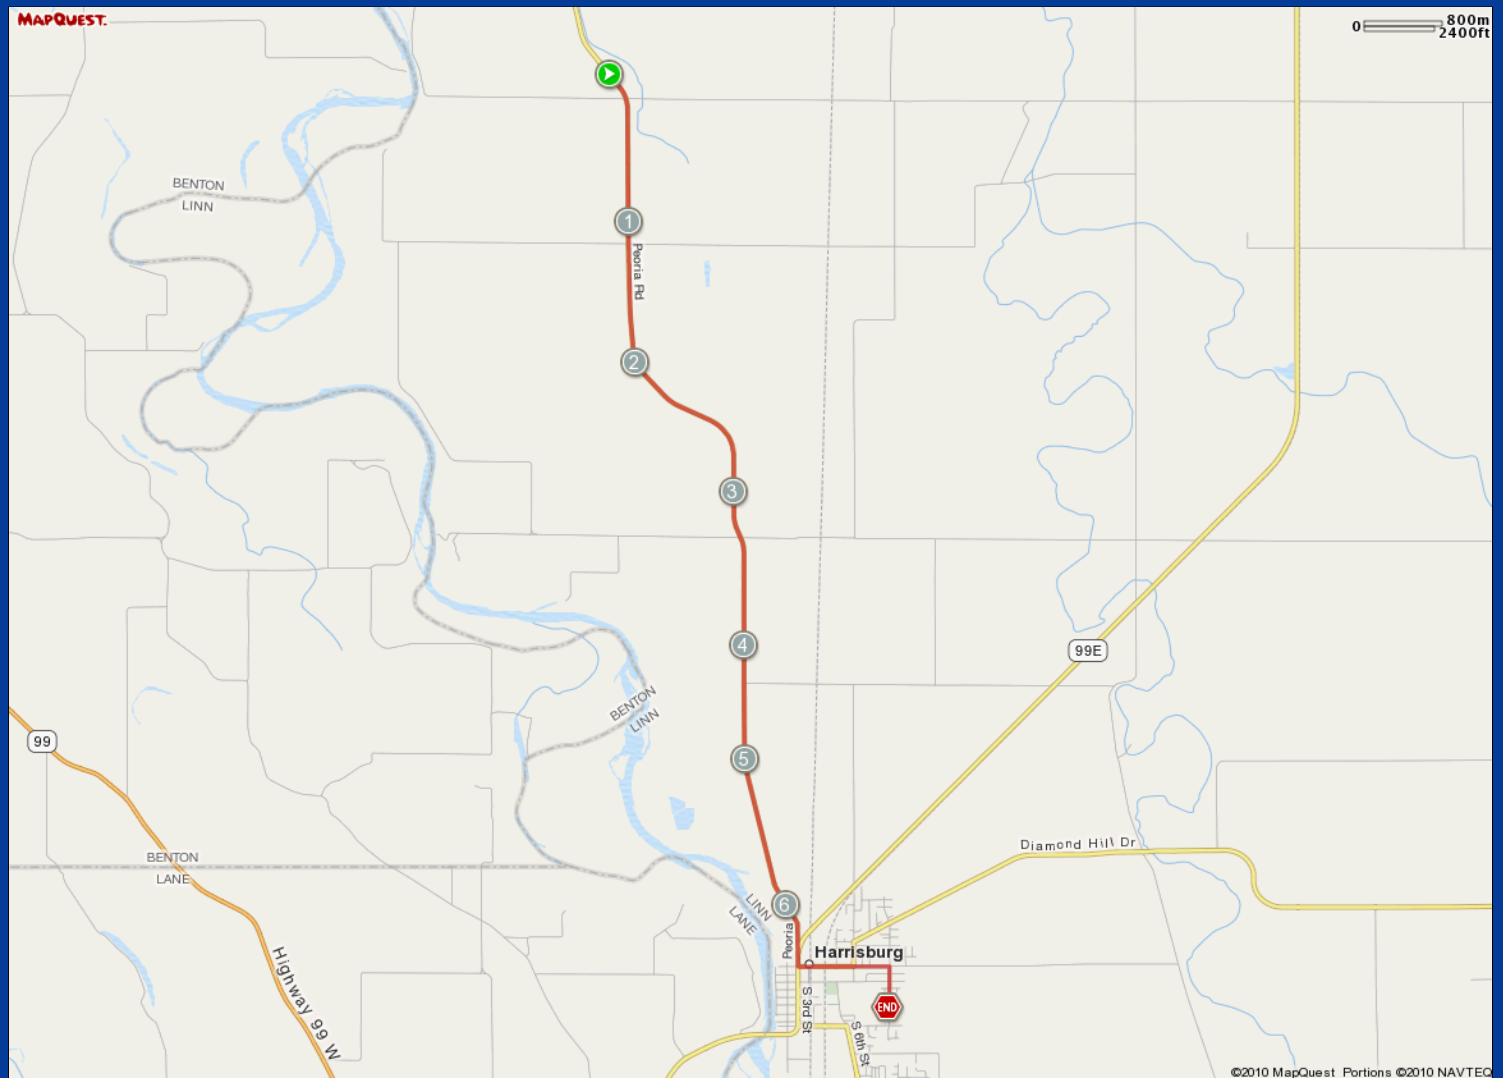 MAPQUEST.
0 800m
2400ft
BENTON
LINN
1
Peoria Rd
2
3
4
99E
BENTON
LINN
99
5
BENTON
LANE
Diamond Hill Dr
6
LINN
LANE
Peoria
Harrisburg
Highway 99 W
S 3rd St
END
S 6th St
©2010 MapQuest Portions ©2010 NAVTEQ